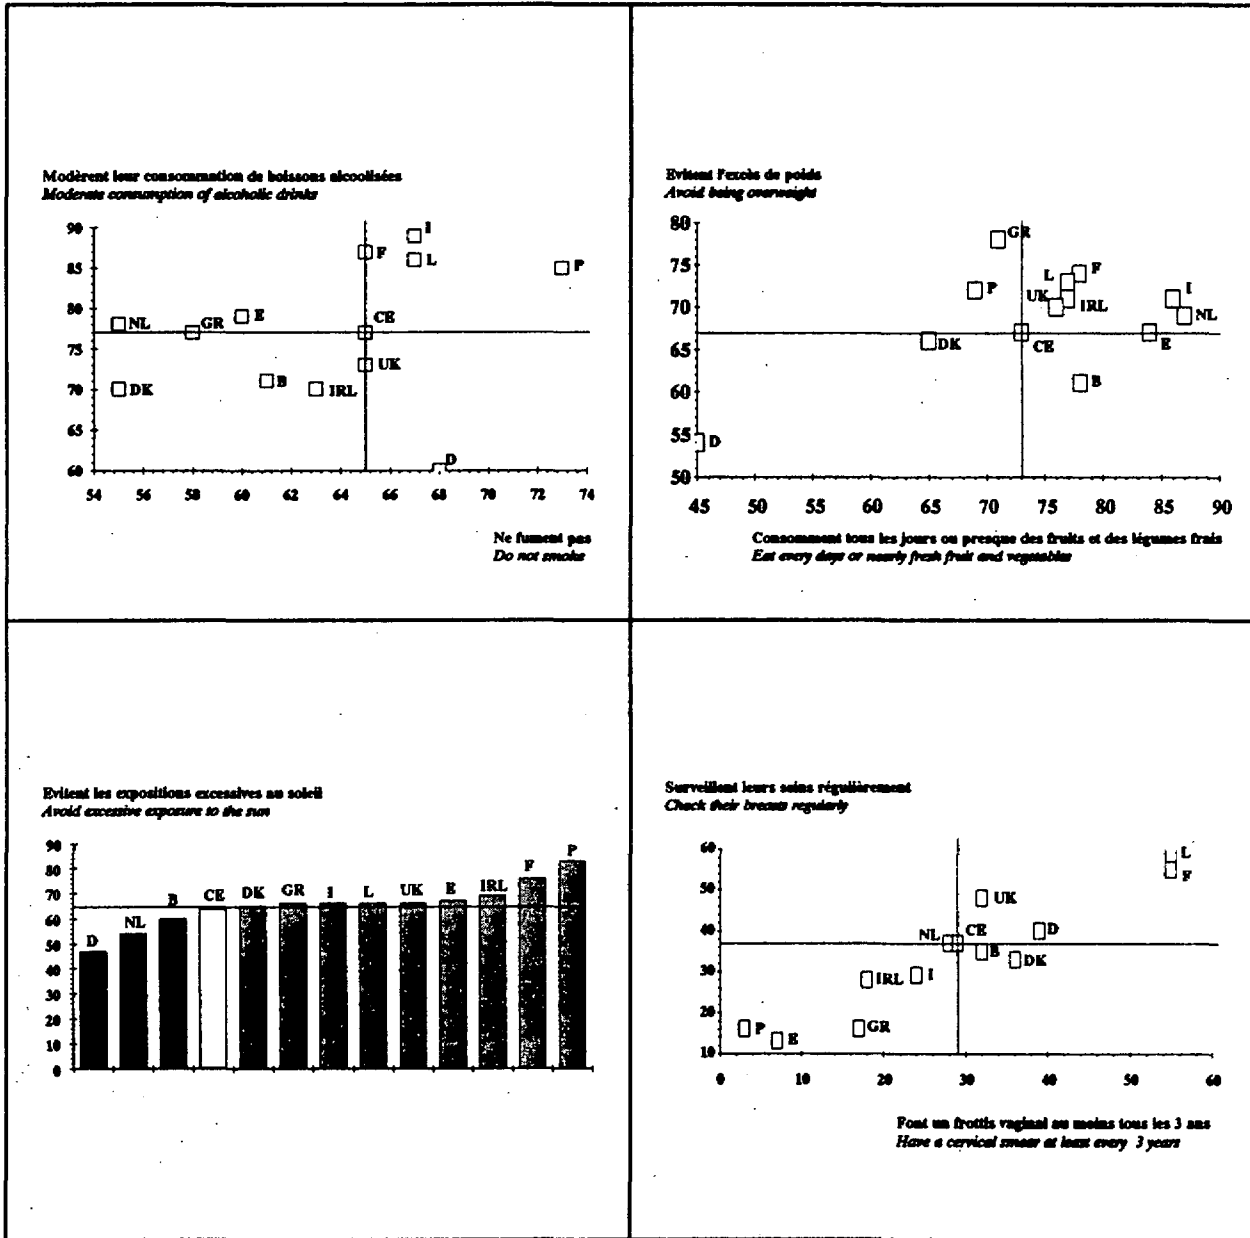 Modèrent leur consommation de boissons alcoolisées
Moderate consumption of alcoholic drinks
90
85
80
75
70
65
60
54 56 58 60 62 64 66 68 70 72 74
I
F
L
P
NL
GR
E
CE
UK
DK
B
IRL
D
Ne fument pas
Do not smoke
Evitent l'excès de poids
Avoid being overweight
80
75
70
65
60
55
50
45 50 55 60 65 70 75 80 85 90
GR
L
F
P
I
UK
IRL
NL
DK
CE
E
B
D
Consomment tous les jours ou presque des fruits et des légumes frais
Eat every days or nearly fresh fruit and vegetables
Evitent les expositions excessives au soleil
Avoid excessive exposure to the sun
90
80
70
60
50
40
30
20
10
0
D NL B CE DK GR I L UK E IRL F P
Surveillent leurs seins régulièrement
Check their breasts regularly
60
50
40
30
20
10
0 10 20 30 40 50 60
L
F
UK
NL
CE
D
B
DK
IRL
I
P
E
GR
Font un frottis vaginal au moins tous les 3 ans
Have a cervical smear at least every 3 years